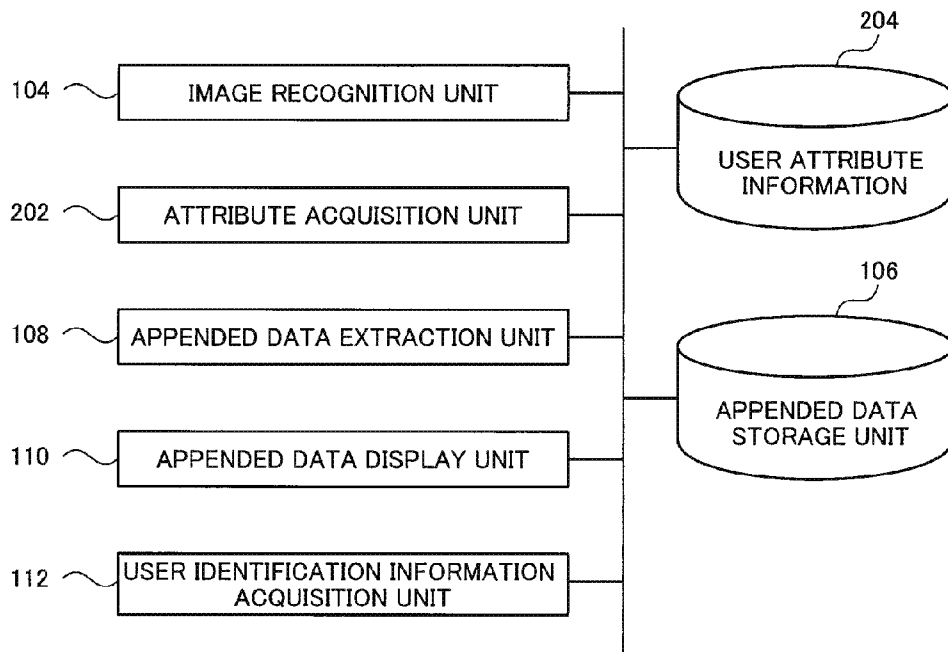 204
104 IMAGE RECOGNITION UNIT
USER ATTRIBUTE
INFORMATION
202 ATTRIBUTE ACQUISITION UNIT
106
108 APPENDED DATA EXTRACTION UNIT
APPENDED DATA
STORAGE UNIT
110 APPENDED DATA DISPLAY UNIT
112 USER IDENTIFICATION INFORMATION
ACQUISITION UNIT